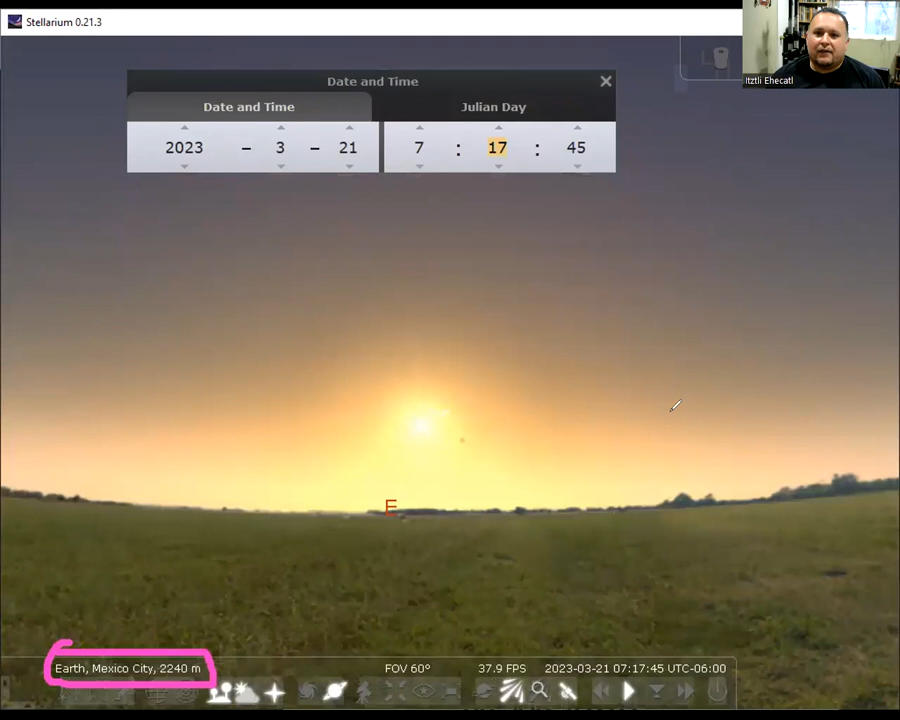 Stellarium 0.21.3
Itztli Ehecatl
Date and Time
Date and Time
Julian Day
2023 - 3 - 21
7 : 17 : 45
E
Earth, Mexico City, 2240 m
FOV 60°
37.9 FPS
2023-03-21 07:17:45 UTC-06:00